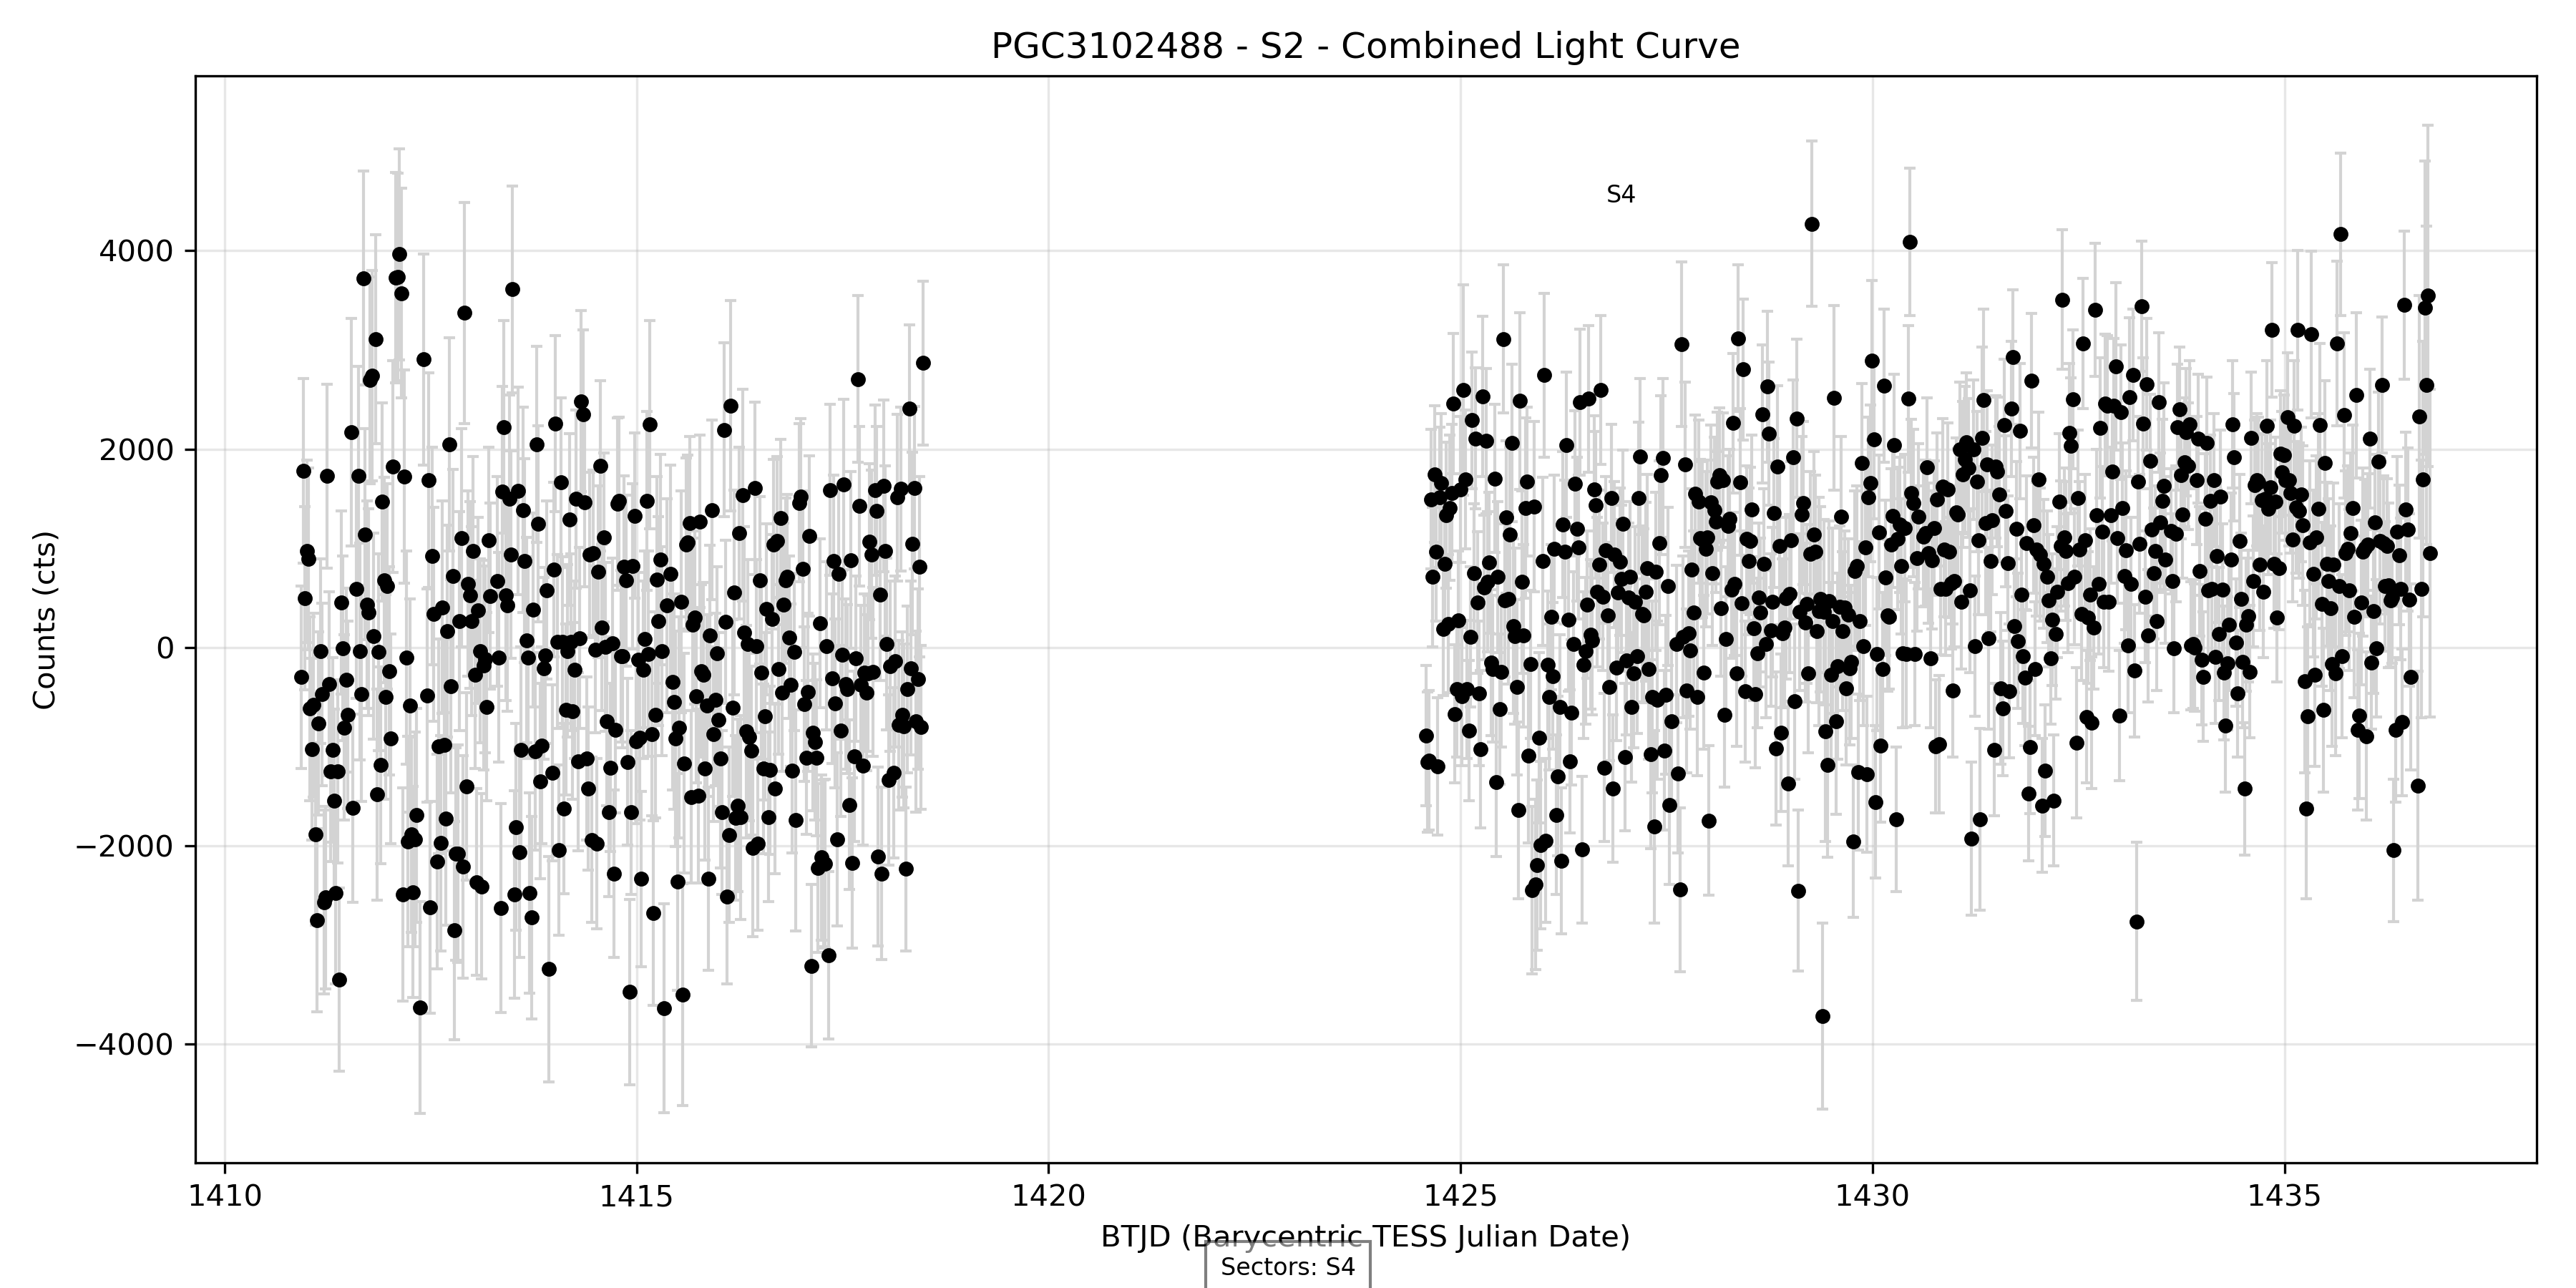 PGC3102488 - S2 - Combined Light Curve
S4
Counts (cts)
4000
2000
0
−2000
−4000
1410
1415
1420
1425
1430
1435
BTJD (Barycentric TESS Julian Date)
Sectors: S4